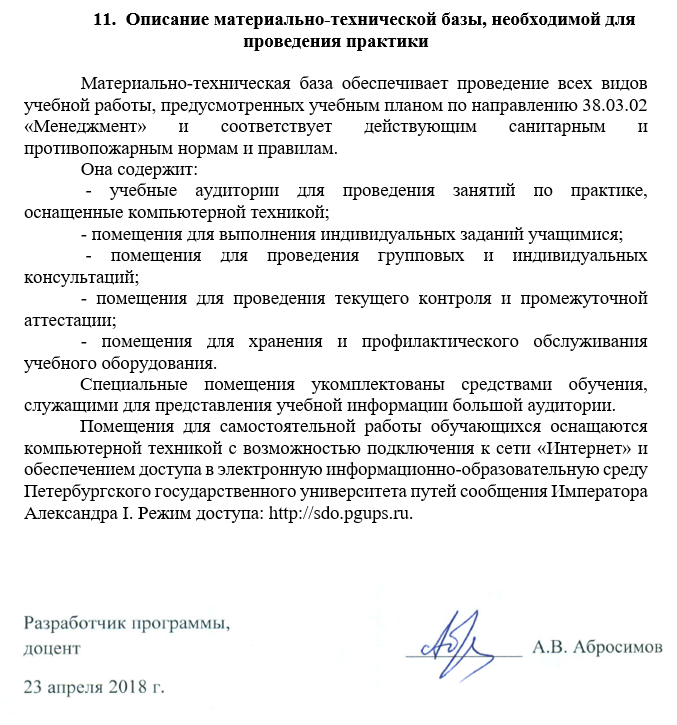 11. Описание материально-технической базы, необходимой для
проведения практики
Материально-техническая база обеспечивает проведение всех видов
учебной работы, предусмотренных учебным планом по направлению 38.03.02
«Менеджмент» и соответствует действующим санитарным и
противопожарным нормам и правилам.
Она содержит:
- учебные аудитории для проведения занятий по практике,
оснащенные компьютерной техникой;
- помещения для выполнения индивидуальных заданий учащимися;
- помещения для проведения групповых и индивидуальных
консультаций;
- помещения для проведения текущего контроля и промежуточной
аттестации;
- помещения для хранения и профилактического обслуживания
учебного оборудования.
Специальные помещения укомплектованы средствами обучения,
служащими для представления учебной информации большой аудитории.
Помещения для самостоятельной работы обучающихся оснащаются
компьютерной техникой с возможностью подключения к сети «Интернет» и
обеспечением доступа в электронную информационно-образовательную среду
Петербургского государственного университета путей сообщения Императора
Александра I. Режим доступа: http://sdo.pgups.ru.
Разработчик программы,
доцент А.В. Абросимов
23 апреля 2018 г.